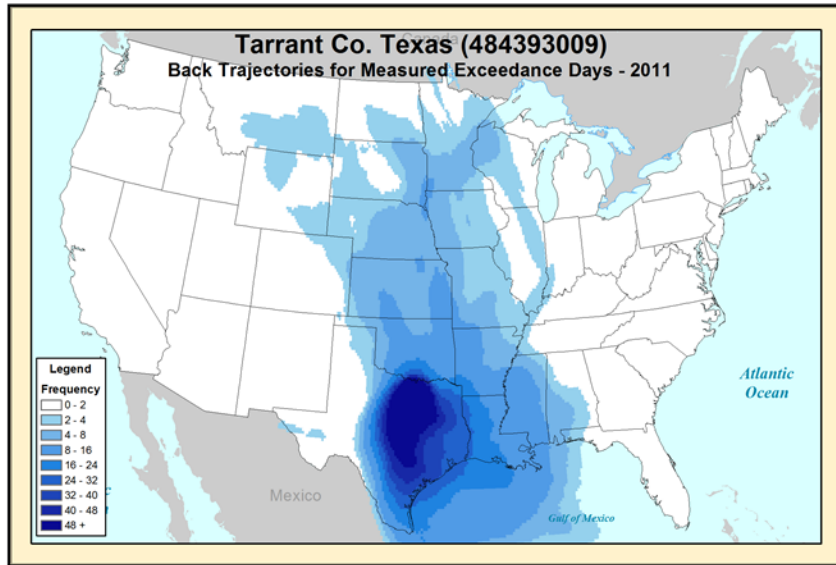 Canada
Tarrant Co. Texas (484393009)
Back Trajectories for Measured Exceedance Days - 2011
Atlantic
Ocean
Legend
Frequency
0 - 2
2 - 4
4 - 8
8 - 16
16 - 24
24 - 32
32 - 40
40 - 48
48 +
Mexico
Gulf of Mexico